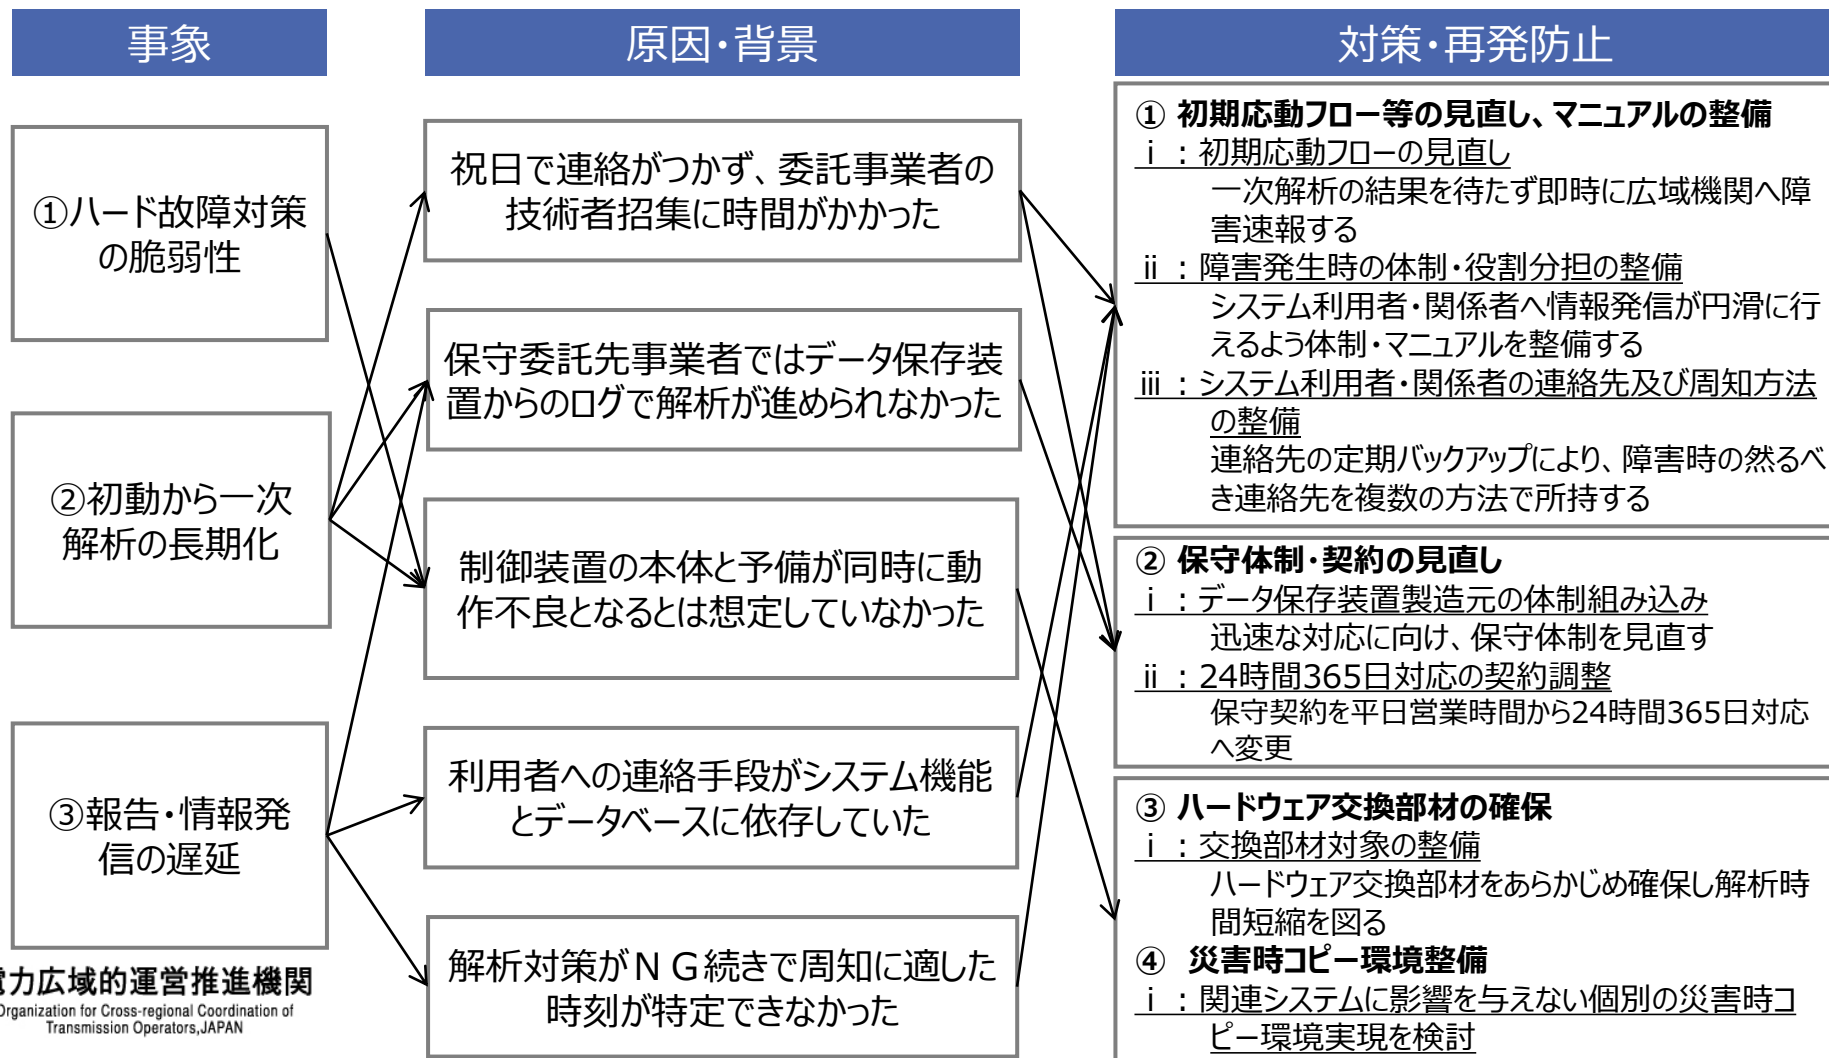 事象
①ハード故障対策
の脆弱性
②初動から一次
解析の長期化
③報告・情報発
信の遅延
原因・背景
祝日で連絡がつかず、委託事業者の
技術者招集に時間がかかった
保守委託先事業者ではデータ保存装
置からのログで解析が進められなかった
制御装置の本体と予備が同時に動
作不良となるとは想定していなかった
利用者への連絡手段がシステム機能
とデータベースに依存していた
解析対策がＮＧ続きで周知に適した
時刻が特定できなかった
対策・再発防止
① 初期応動フロー等の見直し、マニュアルの整備
ⅰ：初期応動フローの見直し
一次解析の結果を待たず即時に広域機関へ障
害速報する
ⅱ：障害発生時の体制・役割分担の整備
システム利用者・関係者へ情報発信が円滑に行
えるよう体制・マニュアルを整備する
ⅲ：システム利用者・関係者の連絡先及び周知方法
の整備
連絡先の定期バックアップにより、障害時の然るべ
き連絡先を複数の方法で所持する
② 保守体制・契約の見直し
ⅰ：データ保存装置製造元の体制組み込み
迅速な対応に向け、保守体制を見直す
ⅱ：24時間365日対応の契約調整
保守契約を平日営業時間から24時間365日対応
へ変更
③ ハードウェア交換部材の確保
ⅰ：交換部材対象の整備
ハードウェア交換部材をあらかじめ確保し解析時
間短縮を図る
④ 災害時コピー環境整備
ⅰ：関連システムに影響を与えない個別の災害時コ
ピー環境実現を検討
電力広域的運営推進機関
Organization for Cross-regional Coordination of
Transmission Operators,JAPAN